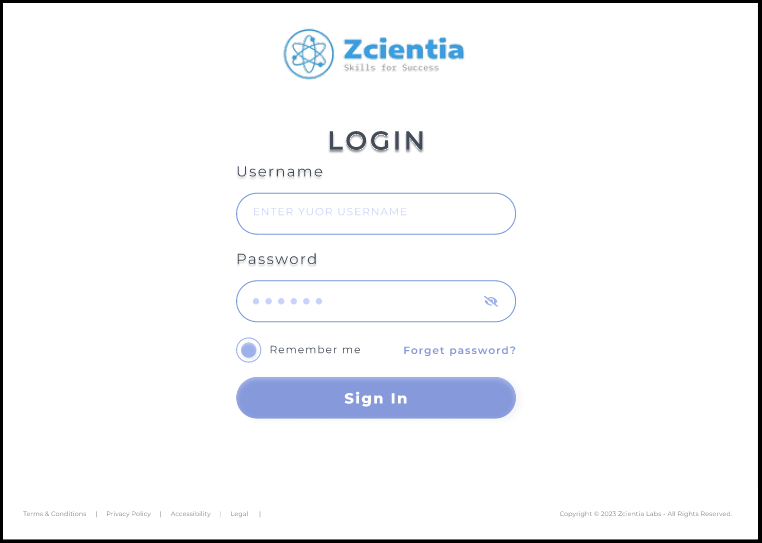 Zcientia
Skills for Success
LOGIN
Username
ENTER YUOR USERNAME
Password
Remember me
Forget password?
Sign In
Terms & Conditions | Privacy Policy | Accessibility | Legal |
Copyright © 2023 Zcientia Labs - All Rights Reserved.